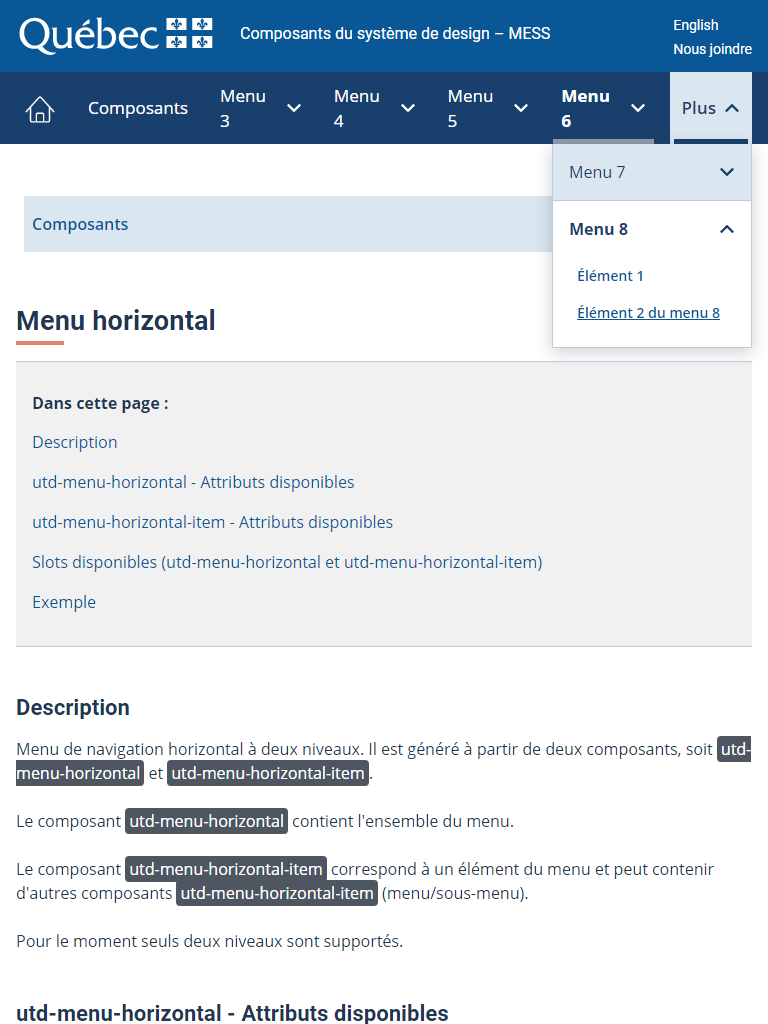 Québec
Composants du système de design – MESS
English
Nous joindre
Composants
Menu 3
Menu 4
Menu 5
Menu 6
Plus
Menu 7
Menu 8
Élément 1
Élément 2 du menu 8
Composants
Menu horizontal
Dans cette page :
Description
utd-menu-horizontal - Attributs disponibles
utd-menu-horizontal-item - Attributs disponibles
Slots disponibles (utd-menu-horizontal et utd-menu-horizontal-item)
Exemple
Description
Menu de navigation horizontal à deux niveaux. Il est généré à partir de deux composants, soit utd-
menu-horizontal et utd-menu-horizontal-item.
Le composant utd-menu-horizontal contient l'ensemble du menu.
Le composant utd-menu-horizontal-item correspond à un élément du menu et peut contenir
d'autres composants utd-menu-horizontal-item (menu/sous-menu).
Pour le moment seuls deux niveaux sont supportés.
utd-menu-horizontal - Attributs disponibles